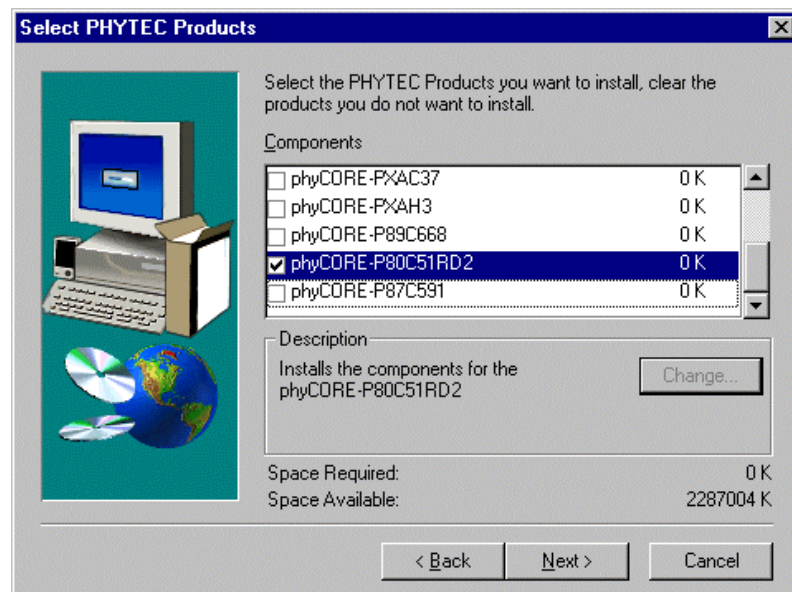 Select PHYTEC Products
Select the PHYTEC Products you want to install, clear the
products you do not want to install.
Components
phyCORE-PXAC37 0 K
phyCORE-PXAH3 0 K
phyCORE-P89C668 0 K
phyCORE-P80C51RD2 0 K
phyCORE-P87C591 0 K
Description
Installs the components for the
phyCORE-P80C51RD2
Change...
Space Required: 0 K
Space Available: 2287004 K
< Back Next > Cancel